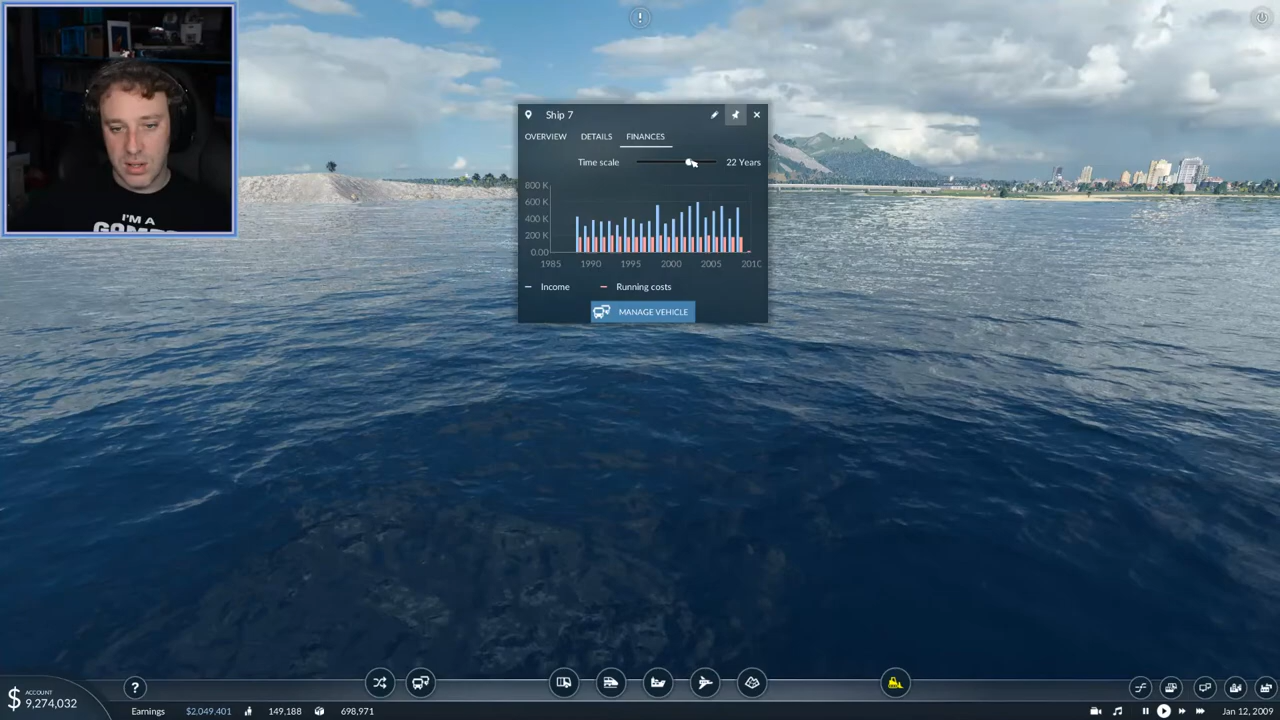 I'M A
Ship 7
OVERVIEW DETAILS FINANCES
Time scale 22 Years
800 K
600 K
400 K
200 K
0.00
1985 1990 1995 2000 2005
Income Running costs
MANAGE VEHICLE
ACCOUNT
$ 9,274,032
?
Earnings $2,049,401 149,188 698,971
Jan 12, 2009